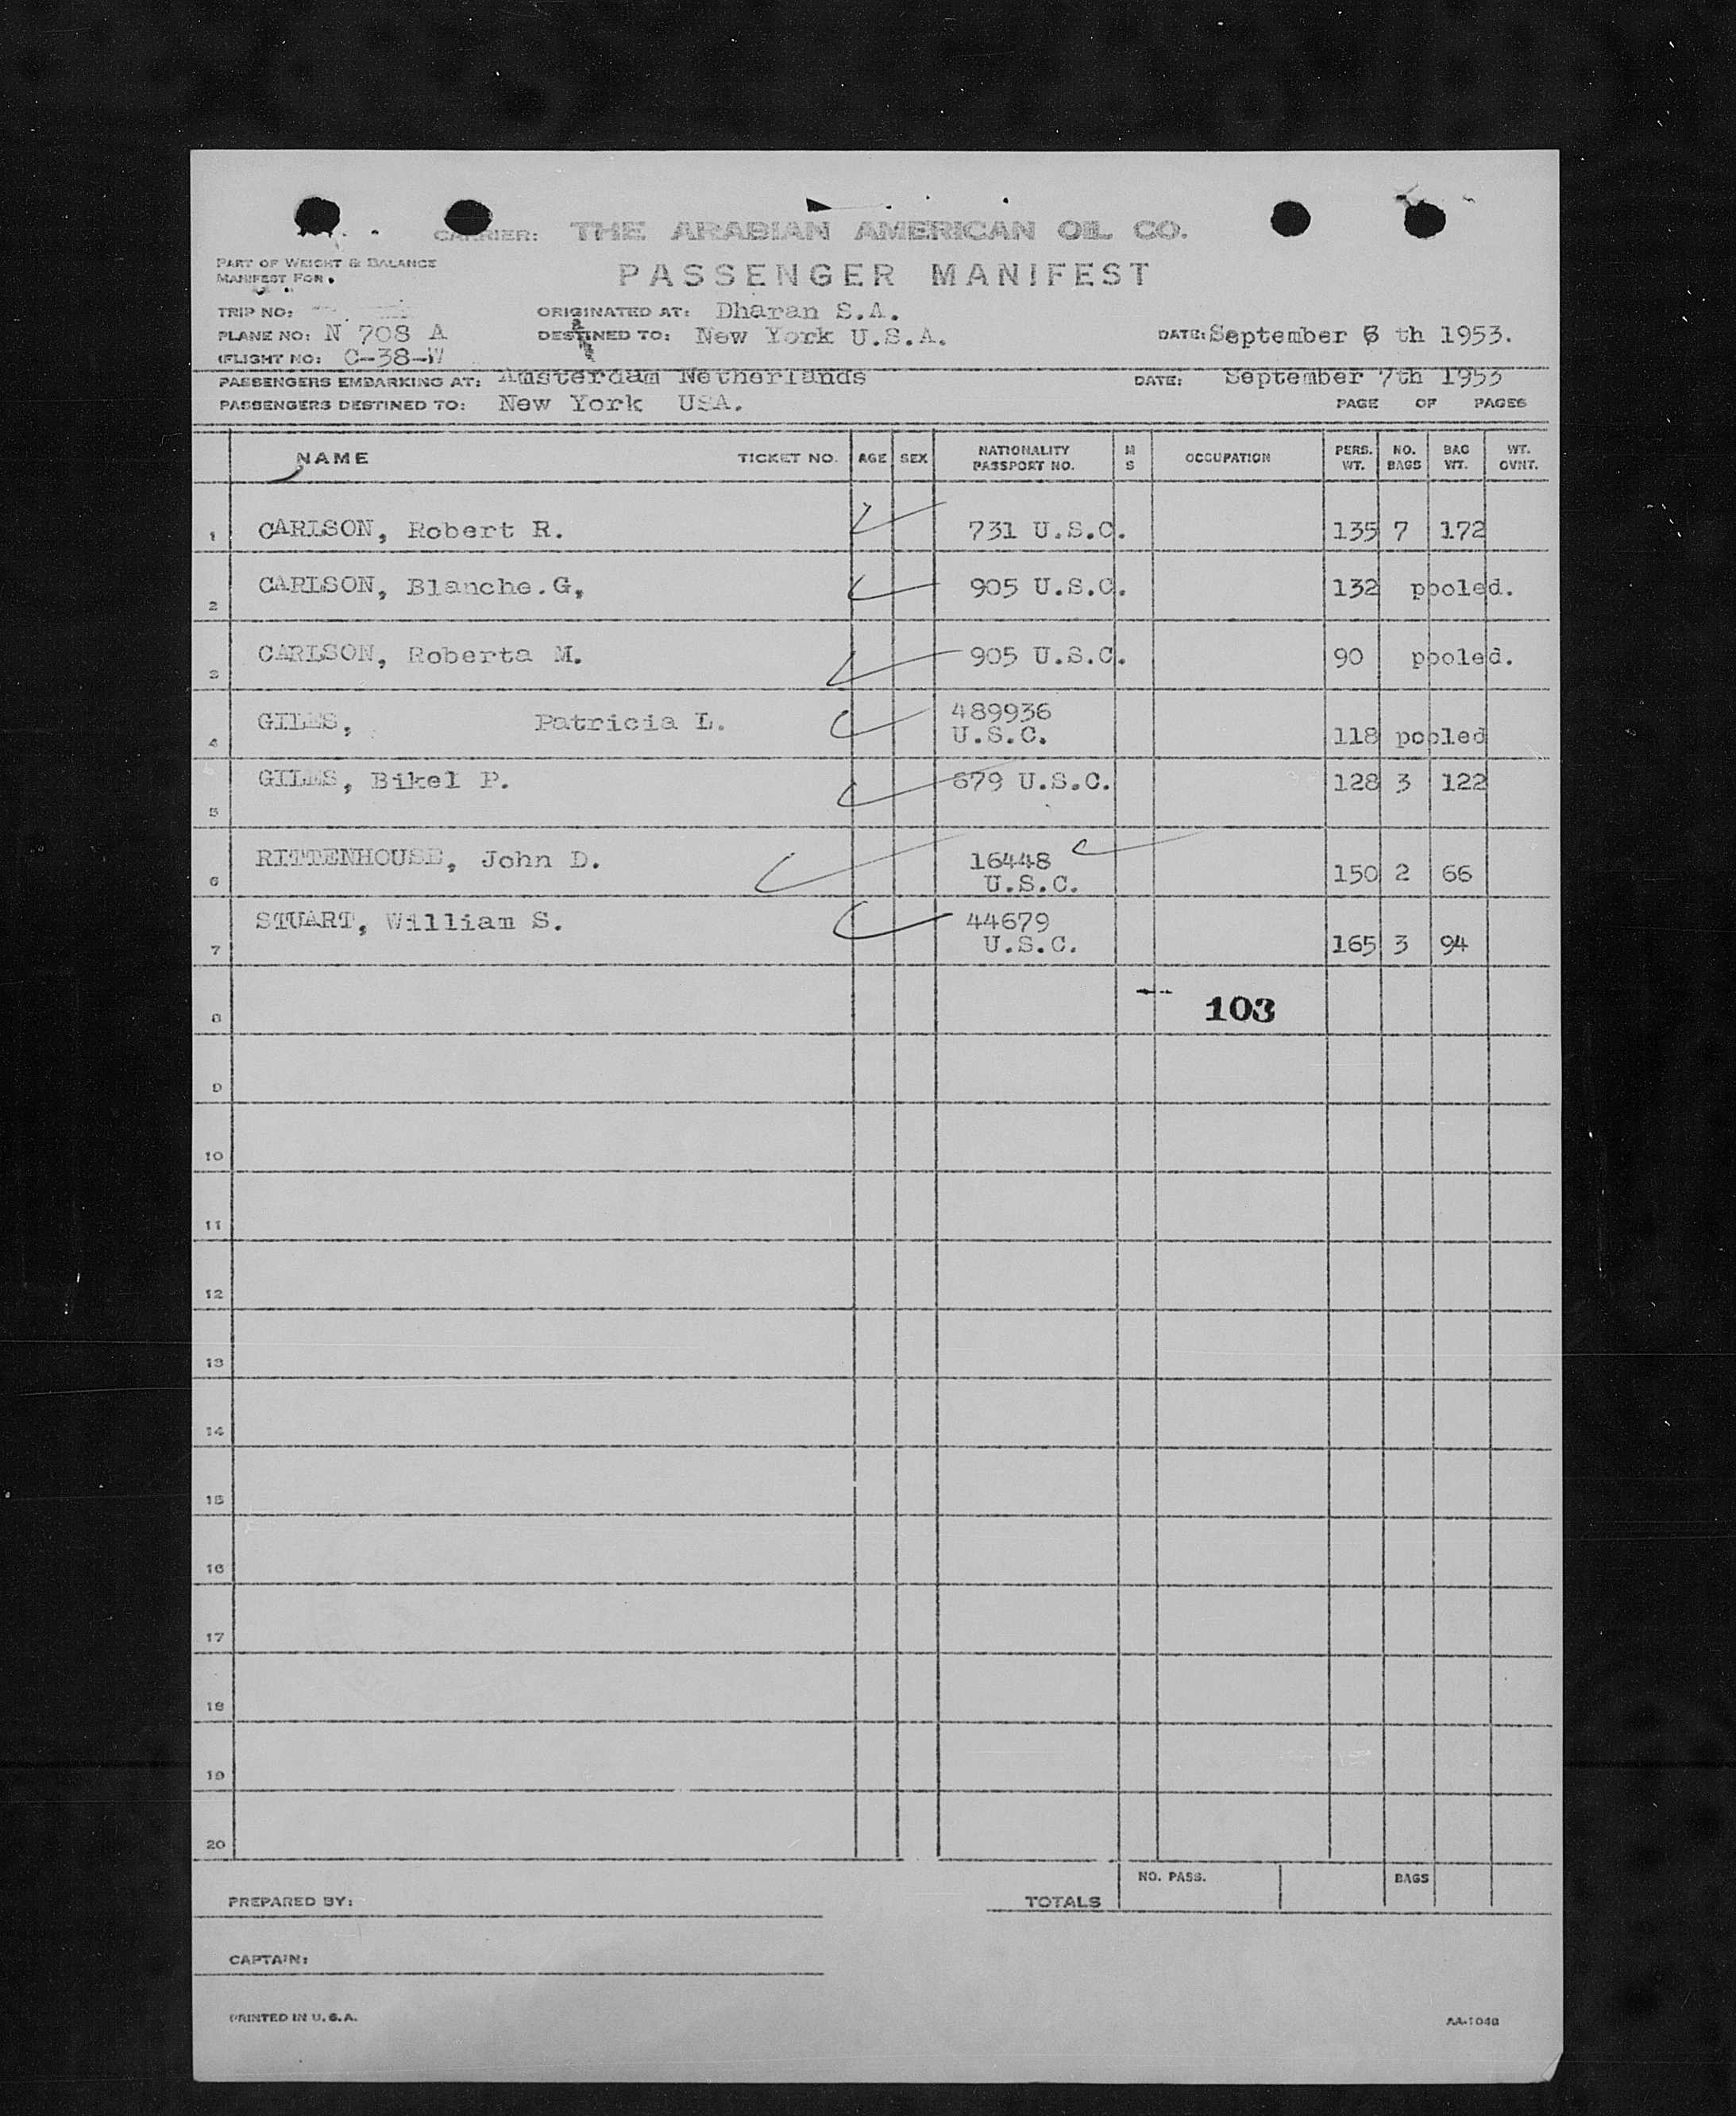 CARRIER: THE ARABIAN AMERICAN OIL CO.
PART OF WEIGHT & BALANCE
MANIFEST FOR.
PASSENGER MANIFEST
TRIP NO:
ORIGINATED AT: Dharan S.A.
PLANE NO: N 708 A
DESTINED TO: New York U.S.A.
DATE: September 6 th 1953.
FLIGHT NO: C-38-W
PASSENGERS EMBARKING AT: Amsterdam Netherlands
DATE: September 7th 1953
PASSENGERS DESTINED TO: New York USA.
PAGE OF PAGES
NAME TICKET NO. AGE SEX NATIONALITY PASSPORT NO. M S OCCUPATION PERS. WT. NO. BAGS BAG WT. WT. OVNT.
1 CARLSON, Robert R. 731 U.S.C. 135 7 172
2 CARLSON, Blanche.G, 905 U.S.C. 132 pooled.
3 CARLSON, Roberta M. 905 U.S.C. 90 pooled.
4 GILES, Patricia L. 489936 U.S.C. 118 pooled
5 GILES, Bikel P. 679 U.S.C. 128 3 122
6 RITTENHOUSE, John D. 16448 U.S.C. 150 2 66
7 STUART, William S. 44679 U.S.C. 165 3 94
8 103
9
10
11
12
13
14
15
16
17
18
19
20
NO. PASS. BAGS
PREPARED BY: TOTALS
CAPTAIN:
PRINTED IN U.S.A.